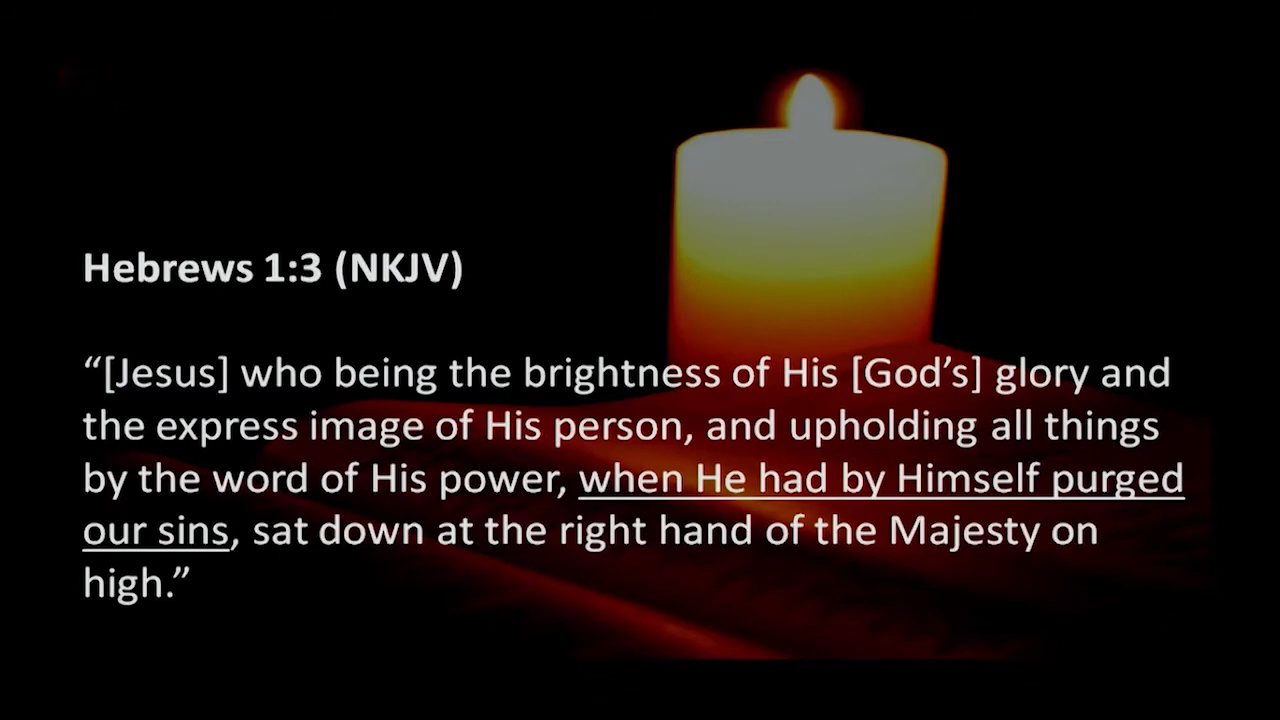 Hebrews 1:3 (NKJV)
“[Jesus] who being the brightness of His [God’s] glory and
the express image of His person, and upholding all things
by the word of His power, when He had by Himself purged
our sins, sat down at the right hand of the Majesty on
high.”